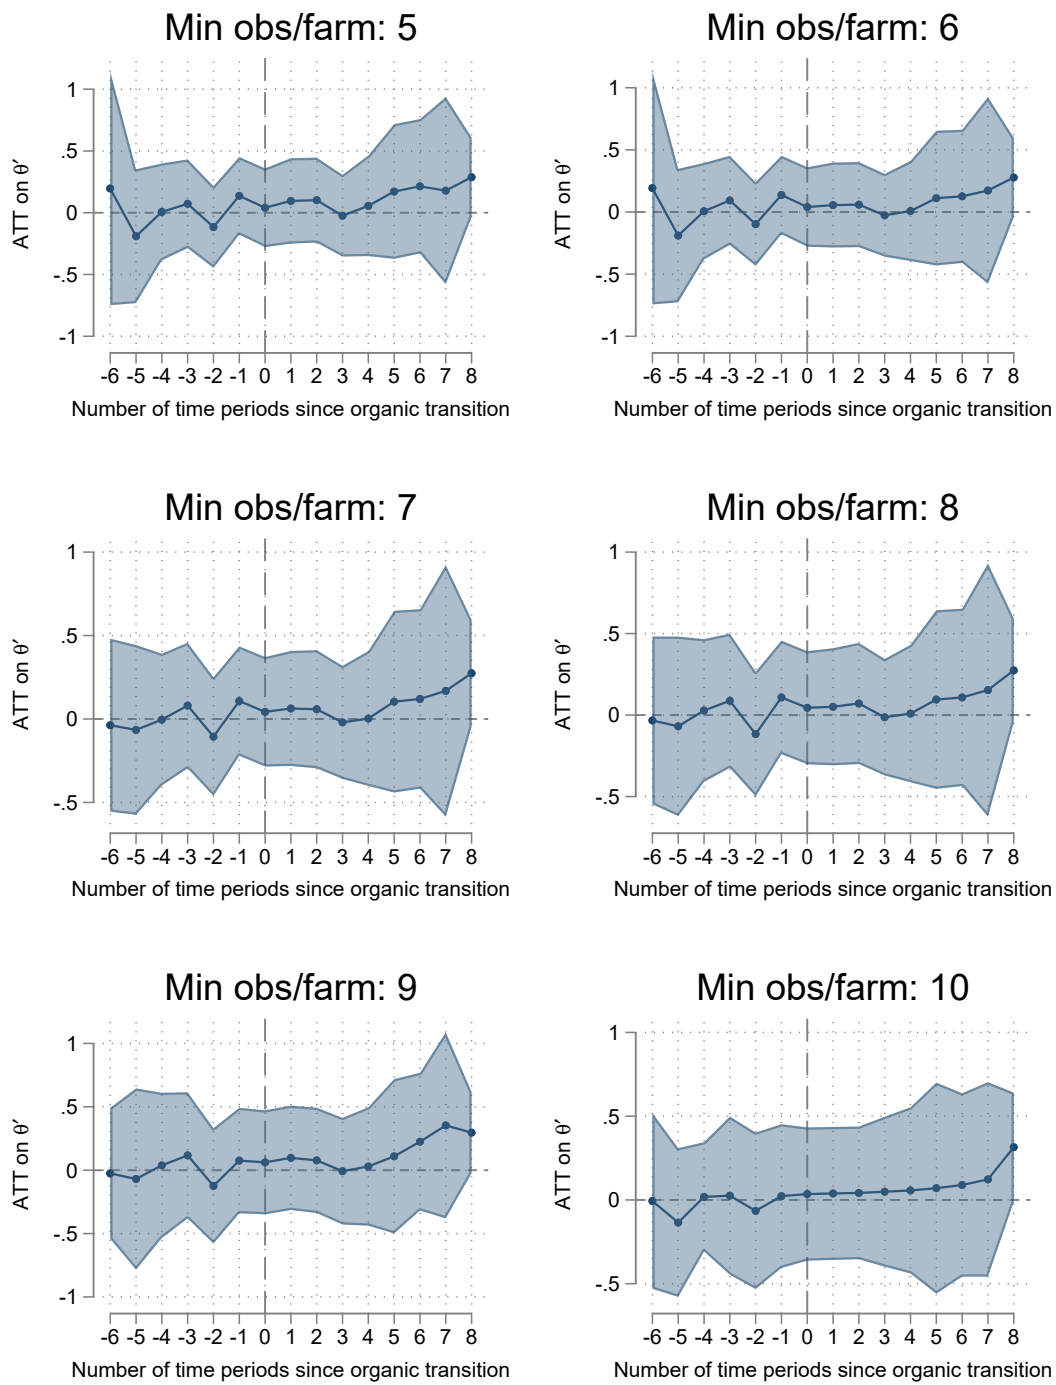 Min obs/farm: 5
ATT on θ′
1
.5
0
-.5
-1
-6 -5 -4 -3 -2 -1 0 1 2 3 4 5 6 7 8
Number of time periods since organic transition
Min obs/farm: 6
ATT on θ′
1
.5
0
-.5
-1
-6 -5 -4 -3 -2 -1 0 1 2 3 4 5 6 7 8
Number of time periods since organic transition
Min obs/farm: 7
ATT on θ′
1
.5
0
-.5
-6 -5 -4 -3 -2 -1 0 1 2 3 4 5 6 7 8
Number of time periods since organic transition
Min obs/farm: 8
ATT on θ′
1
.5
0
-.5
-6 -5 -4 -3 -2 -1 0 1 2 3 4 5 6 7 8
Number of time periods since organic transition
Min obs/farm: 9
ATT on θ′
1
.5
0
-.5
-1
-6 -5 -4 -3 -2 -1 0 1 2 3 4 5 6 7 8
Number of time periods since organic transition
Min obs/farm: 10
ATT on θ′
1
.5
0
-.5
-6 -5 -4 -3 -2 -1 0 1 2 3 4 5 6 7 8
Number of time periods since organic transition